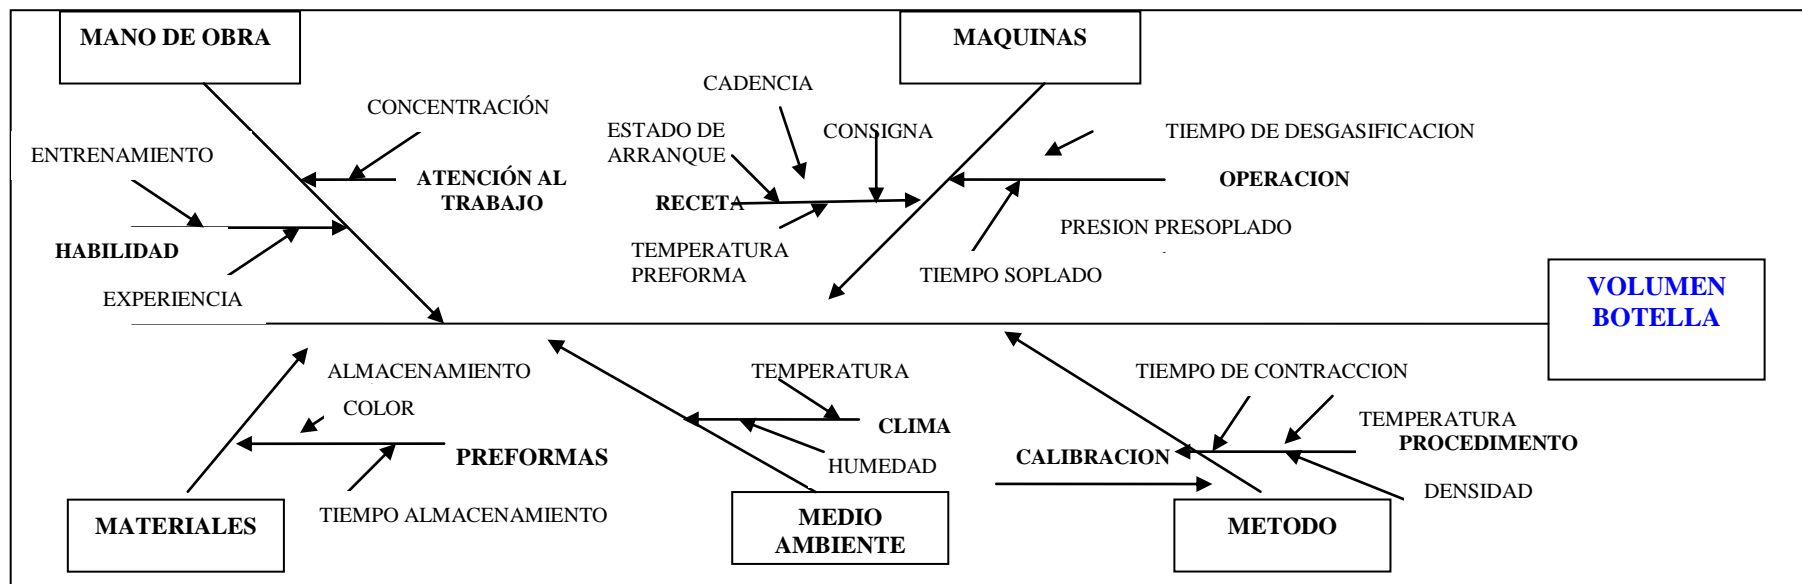 MANO DE OBRA
MAQUINAS
CADENCIA
CONCENTRACIÓN
ESTADO DE
ARRANQUE
CONSIGNA
TIEMPO DE DESGASIFICACION
ENTRENAMIENTO
ATENCIÓN AL
TRABAJO
OPERACION
RECETA
HABILIDAD
TEMPERATURA
PREFORMA
PRESION PRESOPLADO
TIEMPO SOPLADO
EXPERIENCIA
VOLUMEN
BOTELLA
ALMACENAMIENTO
COLOR
TEMPERATURA
TIEMPO DE CONTRACCION
CLIMA
TEMPERATURA
PROCEDIMENTO
PREFORMAS
HUMEDAD
CALIBRACION
DENSIDAD
TIEMPO ALMACENAMIENTO
MATERIALES
MEDIO
AMBIENTE
METODO